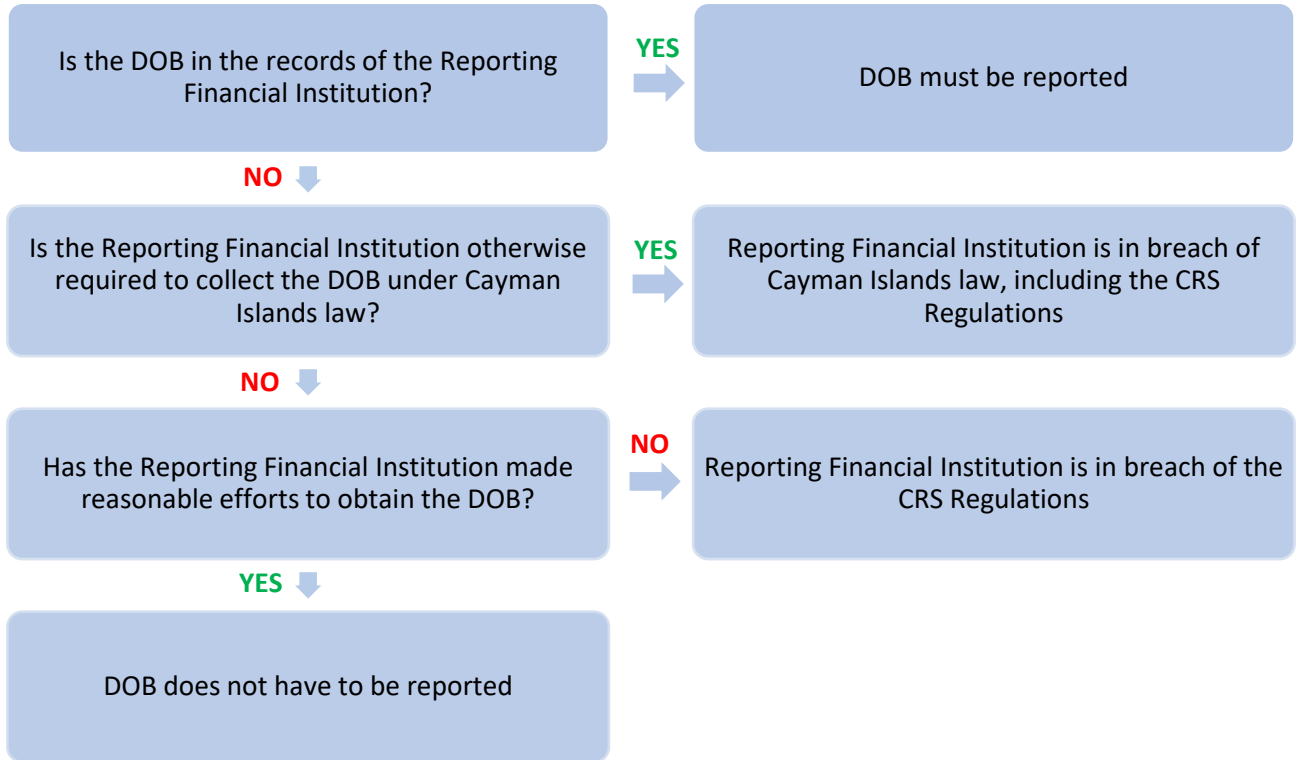 Is the DOB in the records of the Reporting
Financial Institution?
YES
DOB must be reported
NO
Is the Reporting Financial Institution otherwise
required to collect the DOB under Cayman
Islands law?
YES
Reporting Financial Institution is in breach of
Cayman Islands law, including the CRS
Regulations
NO
Has the Reporting Financial Institution made
reasonable efforts to obtain the DOB?
NO
Reporting Financial Institution is in breach of the
CRS Regulations
YES
DOB does not have to be reported